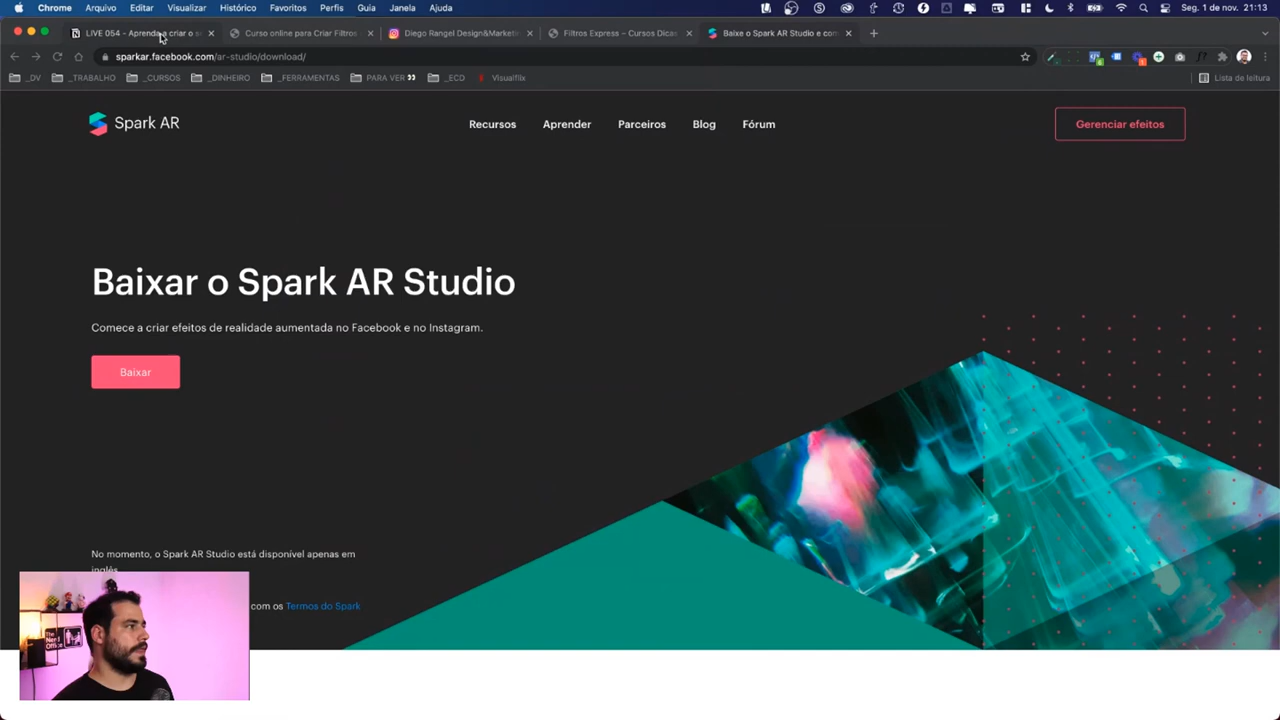 Chrome Arquivo Editar Visualizar Histórico Favoritos Perfis Guia Janela Ajuda
Seg. 1 de nov. 21:13
LIVE 054 - Aprenda a criar o s
Curso online para Criar Filtros
Diego Rangel Design&Marketi
Filtros Express – Cursos Dicas
Baixe o Spark AR Studio e com
sparkar.facebook.com/ar-studio/download/
_DV _TRABALHO _CURSOS _DINHEIRO _FERRAMENTAS PARA VER _ECD Visualflix
Lista de leitura
Spark AR
Recursos Aprender Parceiros Blog Fórum
Gerenciar efeitos
Baixar o Spark AR Studio
Comece a criar efeitos de realidade aumentada no Facebook e no Instagram.
Baixar
No momento, o Spark AR Studio está disponível apenas em
inglês
com os Termos do Spark
The Nerd Office